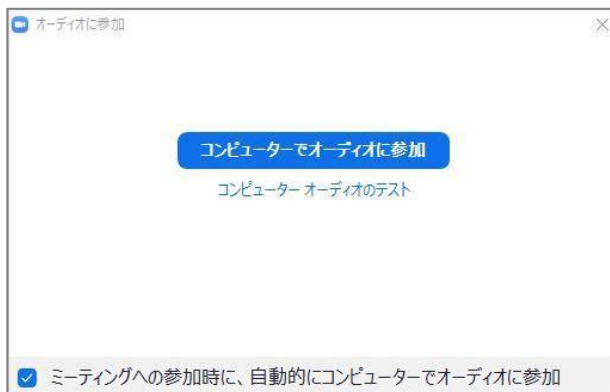 オーディオに参加
コンピューターでオーディオに参加
コンピューター オーディオのテスト
ミーティングへの参加時に、自動的にコンピューターでオーディオに参加